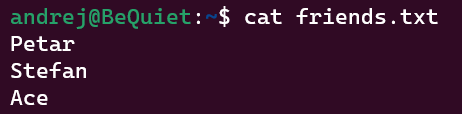 andrej@BeQuiet:~$ cat friends.txt
Petar
Stefan
Ace